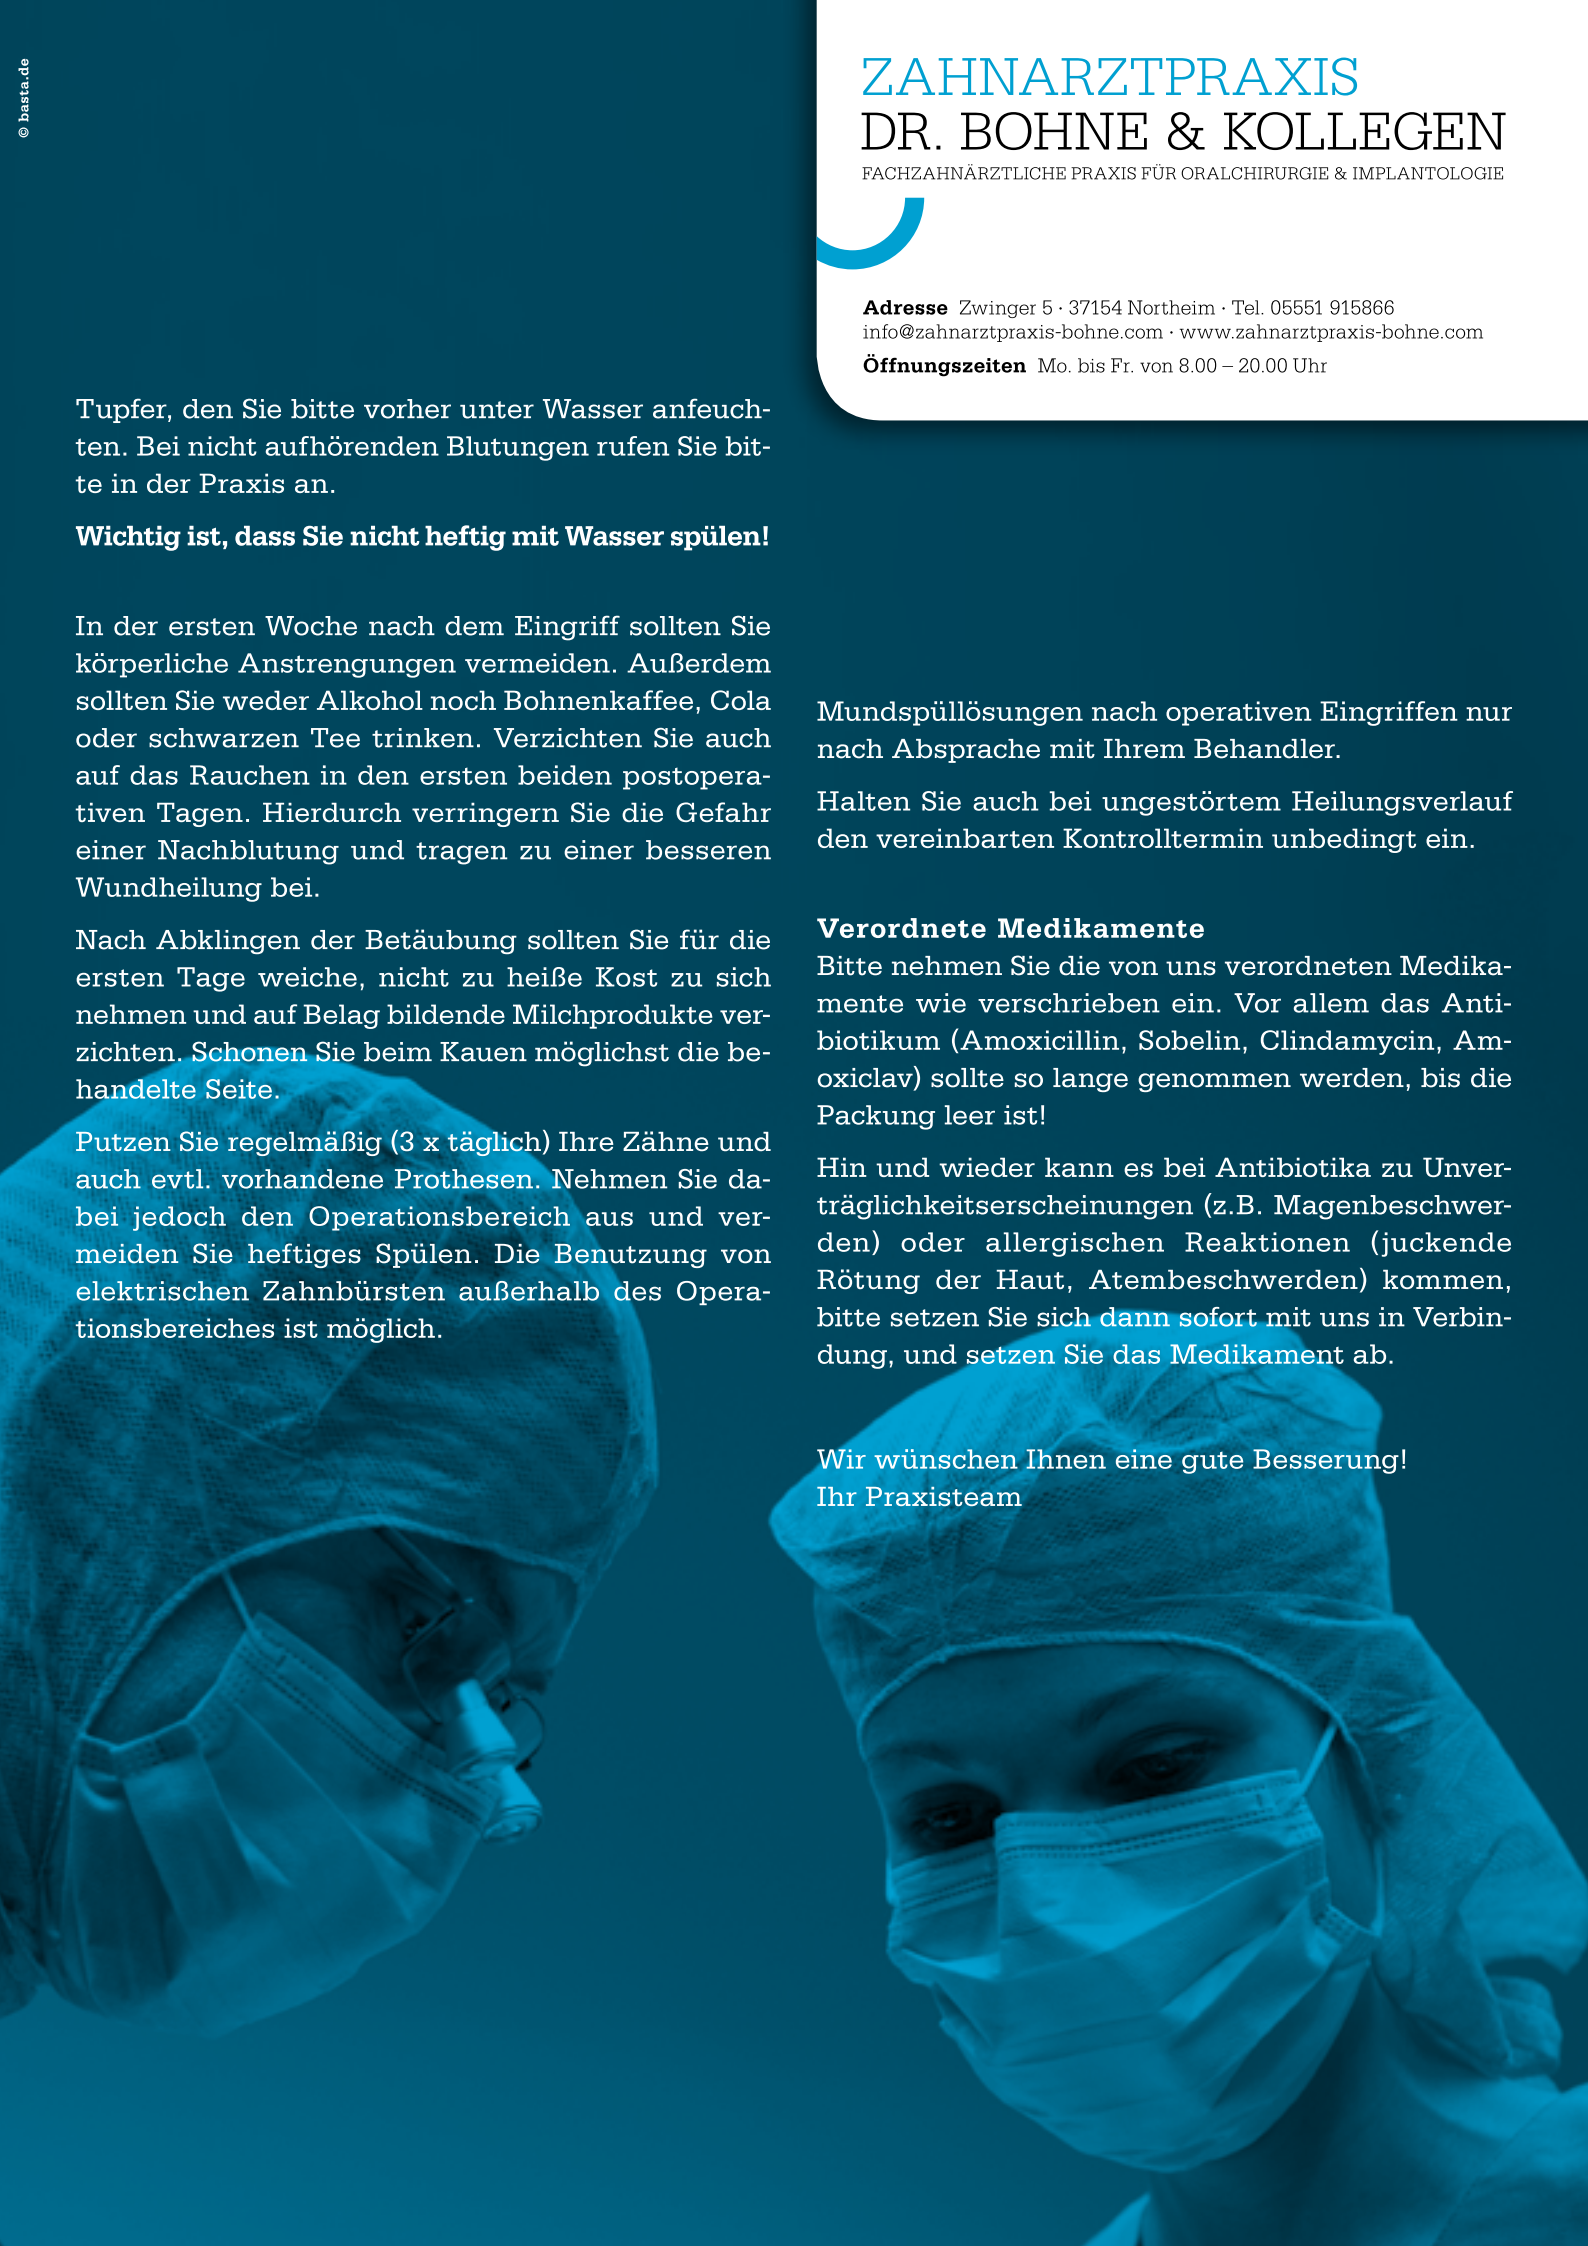 © basta.de
ZAHNARZTPRAXIS
DR. BOHNE & KOLLEGEN
FACHZAHNÄRZTLICHE PRAXIS FÜR ORALCHIRURGIE & IMPLANTOLOGIE
Adresse Zwinger 5 · 37154 Northeim · Tel. 05551 915866
info@zahnarztpraxis-bohne.com · www.zahnarztpraxis-bohne.com
Öffnungszeiten Mo. bis Fr. von 8.00 – 20.00 Uhr
Tupfer, den Sie bitte vorher unter Wasser anfeuch-
ten. Bei nicht aufhörenden Blutungen rufen Sie bit-
te in der Praxis an.
Wichtig ist, dass Sie nicht heftig mit Wasser spülen!
In der ersten Woche nach dem Eingriff sollten Sie
körperliche Anstrengungen vermeiden. Außerdem
sollten Sie weder Alkohol noch Bohnenkaffee, Cola
oder schwarzen Tee trinken. Verzichten Sie auch
auf das Rauchen in den ersten beiden postopera-
tiven Tagen. Hierdurch verringern Sie die Gefahr
einer Nachblutung und tragen zu einer besseren
Wundheilung bei.
Nach Abklingen der Betäubung sollten Sie für die
ersten Tage weiche, nicht zu heiße Kost zu sich
nehmen und auf Belag bildende Milchprodukte ver-
zichten. Schonen Sie beim Kauen möglichst die be-
handelte Seite.
Putzen Sie regelmäßig (3 x täglich) Ihre Zähne und
auch evtl. vorhandene Prothesen. Nehmen Sie da-
bei jedoch den Operationsbereich aus und ver-
meiden Sie heftiges Spülen. Die Benutzung von
elektrischen Zahnbürsten außerhalb des Opera-
tionsbereiches ist möglich.
Mundspüllösungen nach operativen Eingriffen nur
nach Absprache mit Ihrem Behandler.
Halten Sie auch bei ungestörtem Heilungsverlauf
den vereinbarten Kontrolltermin unbedingt ein.
Verordnete Medikamente
Bitte nehmen Sie die von uns verordneten Medika-
mente wie verschrieben ein. Vor allem das Anti-
biotikum (Amoxicillin, Sobelin, Clindamycin, Am-
oxiclav) sollte so lange genommen werden, bis die
Packung leer ist!
Hin und wieder kann es bei Antibiotika zu Unver-
träglichkeitserscheinungen (z.B. Magenbeschwer-
den) oder allergischen Reaktionen (juckende
Rötung der Haut, Atembeschwerden) kommen,
bitte setzen Sie sich dann sofort mit uns in Verbin-
dung, und setzen Sie das Medikament ab.
Wir wünschen Ihnen eine gute Besserung!
Ihr Praxisteam